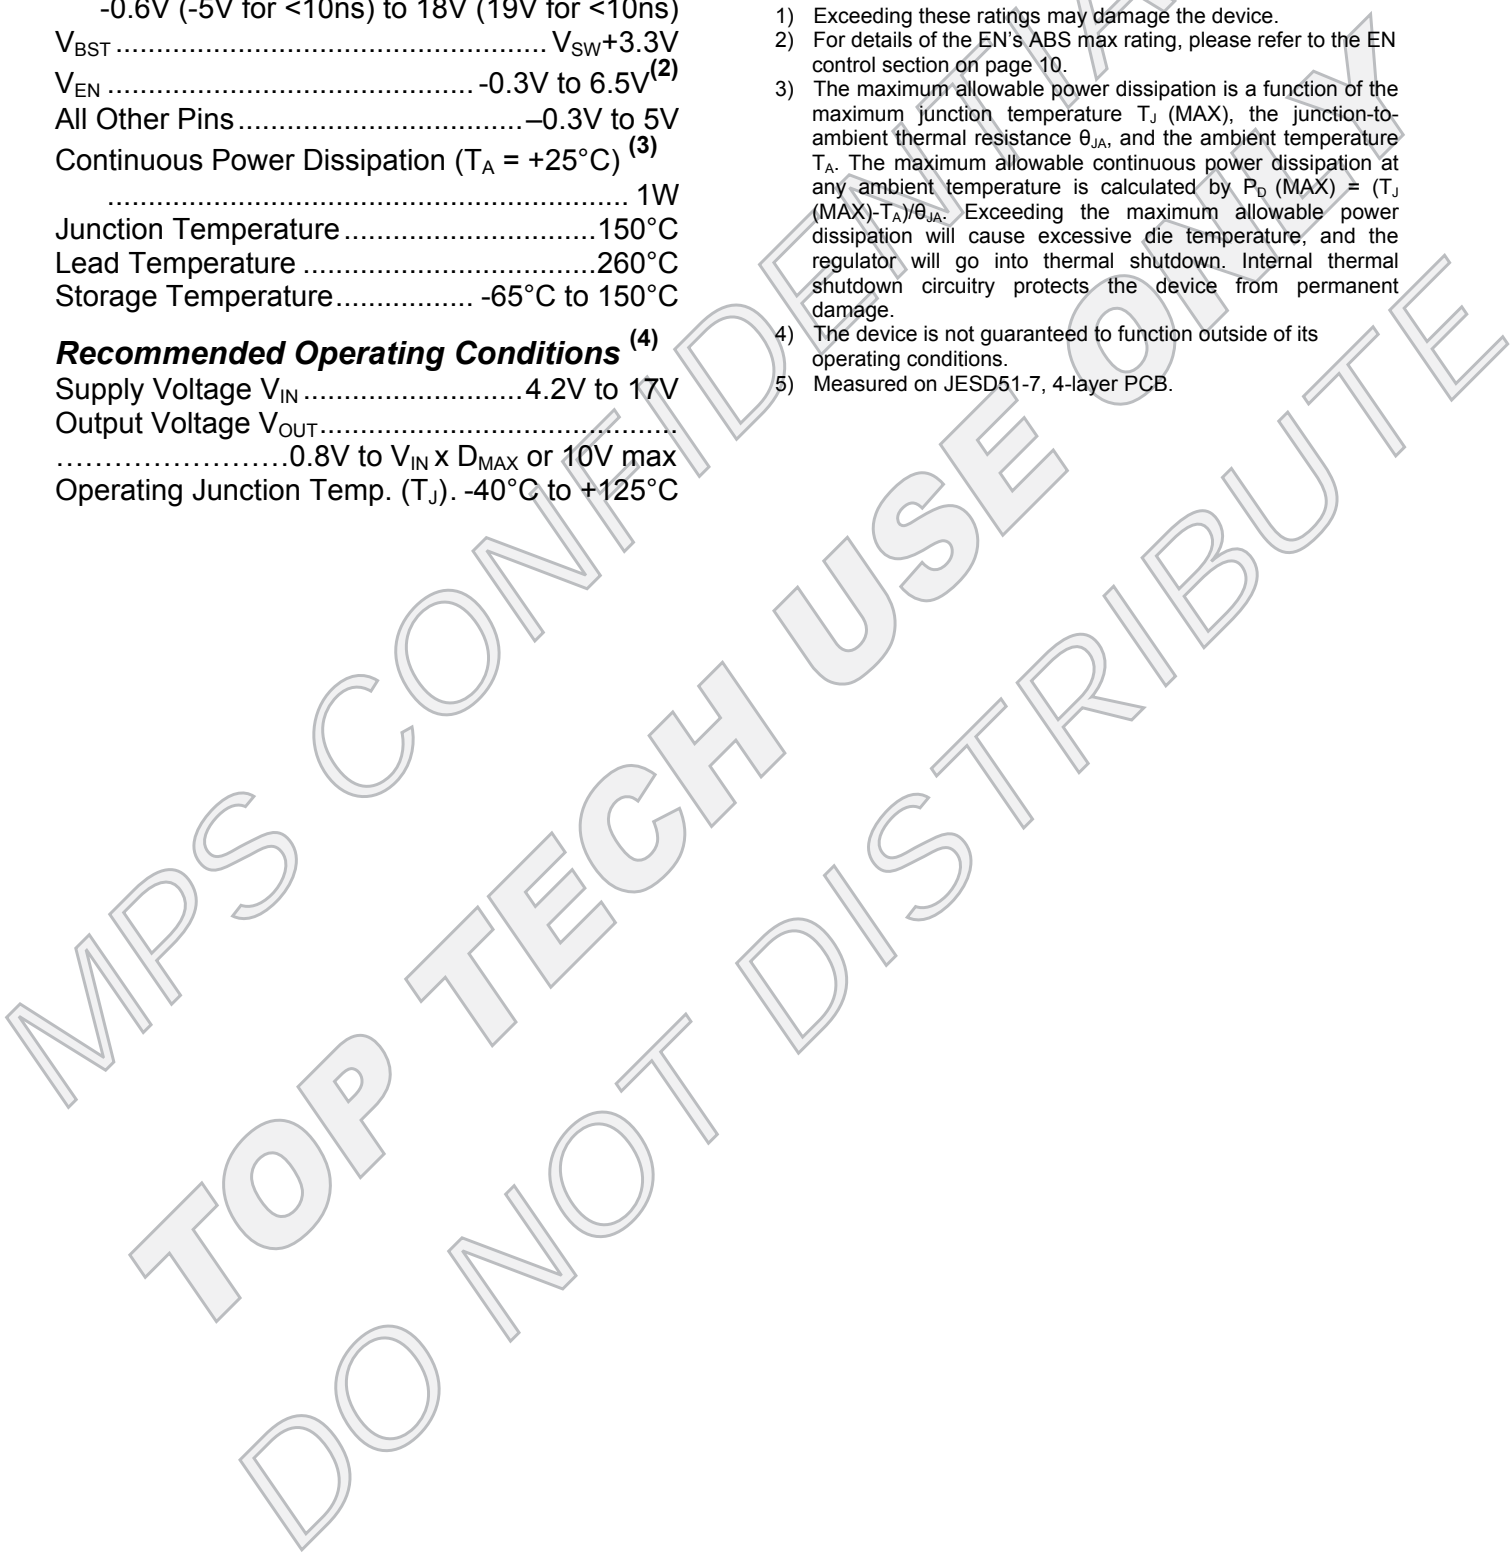 -0.6V (-5V for <10ns) to 18V (19V for <10ns)
VBST ..................................................... VSW+3.3V
VEN ............................................. -0.3V to 6.5V(2)
All Other Pins ................................... –0.3V to 5V
Continuous Power Dissipation (TA = +25°C) (3)
................................................................ 1W
Junction Temperature ...............................150°C
Lead Temperature ....................................260°C
Storage Temperature................. -65°C to 150°C
Recommended Operating Conditions (4)
Supply Voltage VIN ...........................4.2V to 17V
Output Voltage VOUT............................................
……………………0.8V to VIN x DMAX or 10V max
Operating Junction Temp. (TJ). -40°C to +125°C
1) Exceeding these ratings may damage the device.
2) For details of the EN's ABS max rating, please refer to the EN
control section on page 10.
3) The maximum allowable power dissipation is a function of the
maximum junction temperature TJ (MAX), the junction-to-
ambient thermal resistance θJA, and the ambient temperature
TA. The maximum allowable continuous power dissipation at
any ambient temperature is calculated by PD (MAX) = (TJ
(MAX)-TA)/θJA. Exceeding the maximum allowable power
dissipation will cause excessive die temperature, and the
regulator will go into thermal shutdown. Internal thermal
shutdown circuitry protects the device from permanent
damage.
4) The device is not guaranteed to function outside of its
operating conditions.
5) Measured on JESD51-7, 4-layer PCB.
MPS CONFIDENTIA
TOP TECH USE ONLY
DO NOT DISTRIBUTE